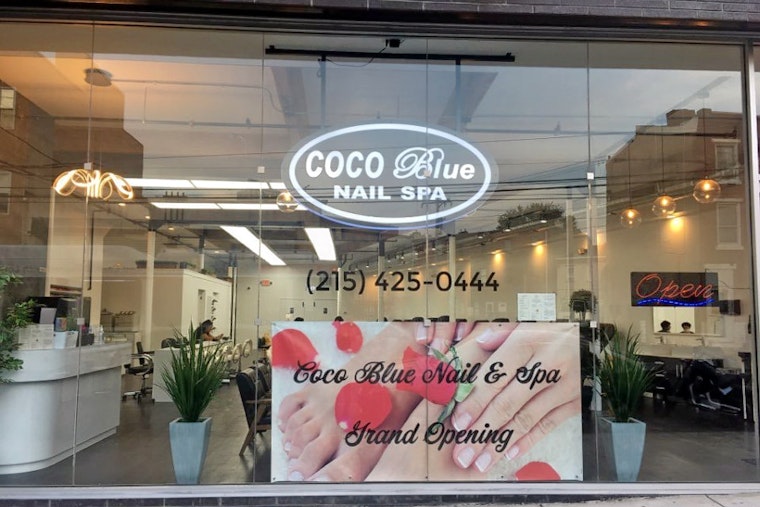 COCO Blue
NAIL SPA
(215) 425-0444
Open
Coco Blue Nail & Spa
Grand Opening